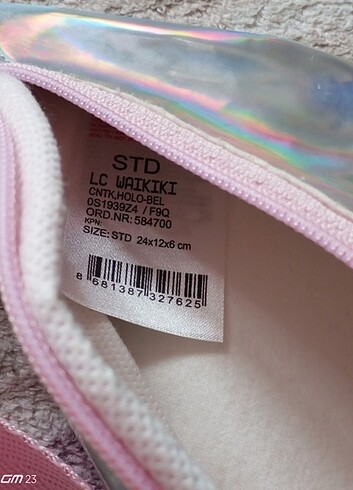 STD
LC WAIKIKI
CNTK,HOLO-BEL
0S1939Z4 / F9Q
ORD.NR: 584700
KPN:
SIZE: STD 24x12x6 cm
8 681387 327625
GM 23